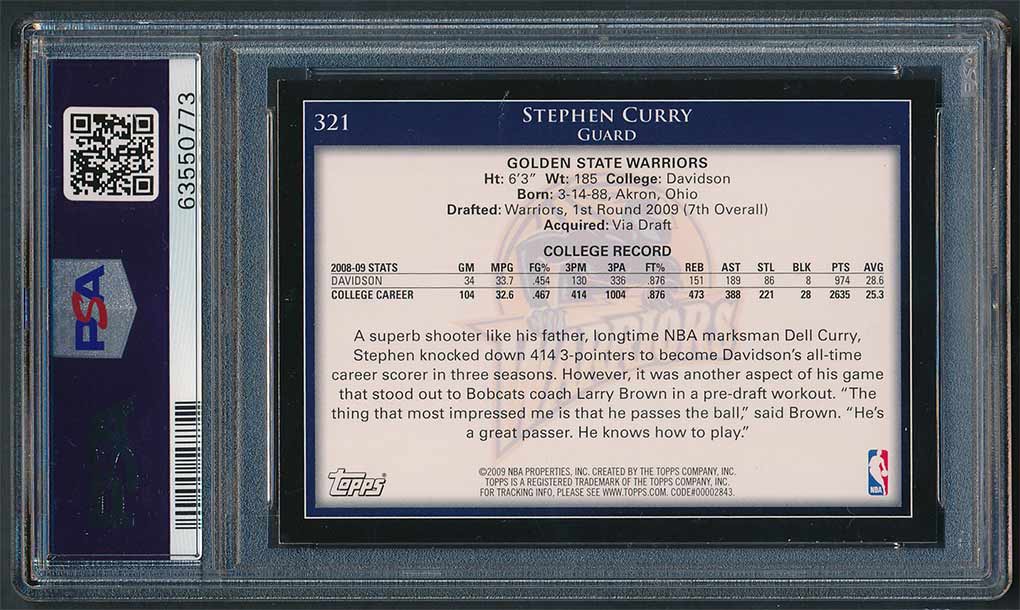 63550773
PSA
321
STEPHEN CURRY
GUARD
GOLDEN STATE WARRIORS
Ht: 6'3" Wt: 185 College: Davidson
Born: 3-14-88, Akron, Ohio
Drafted: Warriors, 1st Round 2009 (7th Overall)
Acquired: Via Draft
COLLEGE RECORD
2008-09 STATS GM MPG FG% 3PM 3PA FT% REB AST STL BLK PTS AVG
DAVIDSON 34 33.7 .454 130 336 .876 151 189 86 8 974 28.6
COLLEGE CAREER 104 32.6 .467 414 1004 .876 473 388 221 28 2635 25.3
WARRIORS
A superb shooter like his father, longtime NBA marksman Dell Curry,
Stephen knocked down 414 3-pointers to become Davidson's all-time
career scorer in three seasons. However, it was another aspect of his game
that stood out to Bobcats coach Larry Brown in a pre-draft workout. "The
thing that most impressed me is that he passes the ball," said Brown. "He's
a great passer. He knows how to play."
Topps®
©2009 NBA PROPERTIES, INC. CREATED BY THE TOPPS COMPANY, INC.
TOPPS IS A REGISTERED TRADEMARK OF THE TOPPS COMPANY, INC.
FOR TRACKING INFO, PLEASE SEE WWW.TOPPS.COM. CODE#00002843.
NBA